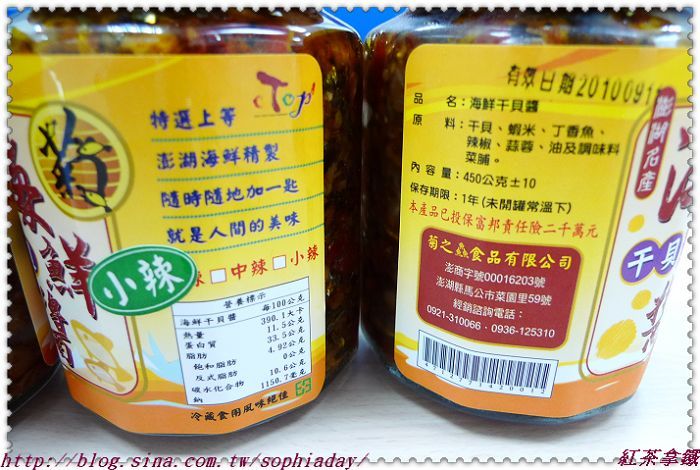 Top!
特選上等
澎湖海鮮精製
隨時隨地加一匙
就是人間的美味
菊
鮮
醬
小辣
辣 □中辣 □小辣
營養標示
海鮮干貝醬 每100公克
熱量 390.1大卡
蛋白質 11.5公克
脂肪 33.5公克
飽和脂肪 4.92公克
反式脂肪 0公克
碳水化合物 10.6公克
鈉 1150.7毫克
冷藏食用風味絕佳
有效日期2010091
品 名：海鮮干貝醬
原 料：干貝、蝦米、丁香魚、
辣椒、蒜蓉、油及調味料
菜脯。
內 容 量：450公克±10
保存期限：1年(未開罐常溫下)
本產品已投保富邦責任險二千萬元
菊之鱻食品有限公司
澎商字號00016203號
澎湖縣馬公市菜園里59號
經銷諮詢電話：
0921-310066．0936-125310
4712771420012
澎湖名產
海
干貝
醬
http://blog.sina.com.tw/sophiaday/
紅茶拿鐵